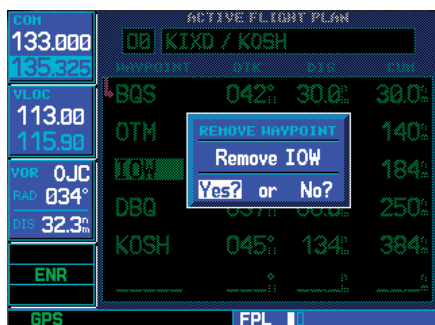 COM
133.000
135.325
VLOC
113.00
115.90
VOR OJC
RAD 034°
DIS 32.3nm
ENR
GPS
ACTIVE FLIGHT PLAN
00 KIXD / KOSH
WAYPOINT DTK DIS CUM
BQS 042° 30.0 30.0
OTM 140
IOW 184
DBQ 250
KOSH 045° 134 384
REMOVE WAYPOINT
Remove IOW
Yes? or No?
FPL